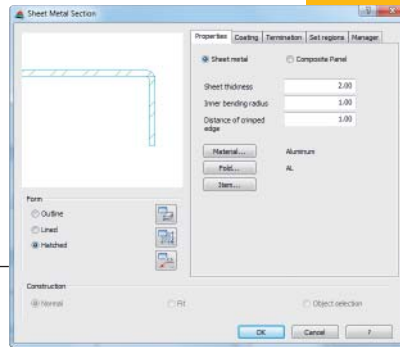 Sheet Metal Section
Properties Coating Termination Set regions Manager
Sheet metal Composite Panel
Sheet thickness 2.00
Inner bending radius 1.00
Distance of crimped edge 1.00
Material... Aluminum
Fold... AL
Item...
Form
Outline
Lined
Hatched
Construction
Normal Fit Object selection
OK Cancel ?